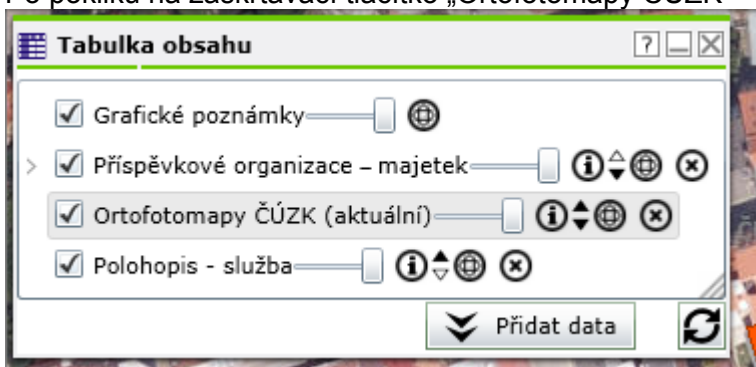 Po pokliku na zaškrtávací tlačítko „Ortofotomapy ČÚZK
Tabulka obsahu
Grafické poznámky
Příspěvkové organizace – majetek
Ortofotomapy ČÚZK (aktuální)
Polohopis - služba
Přidat data